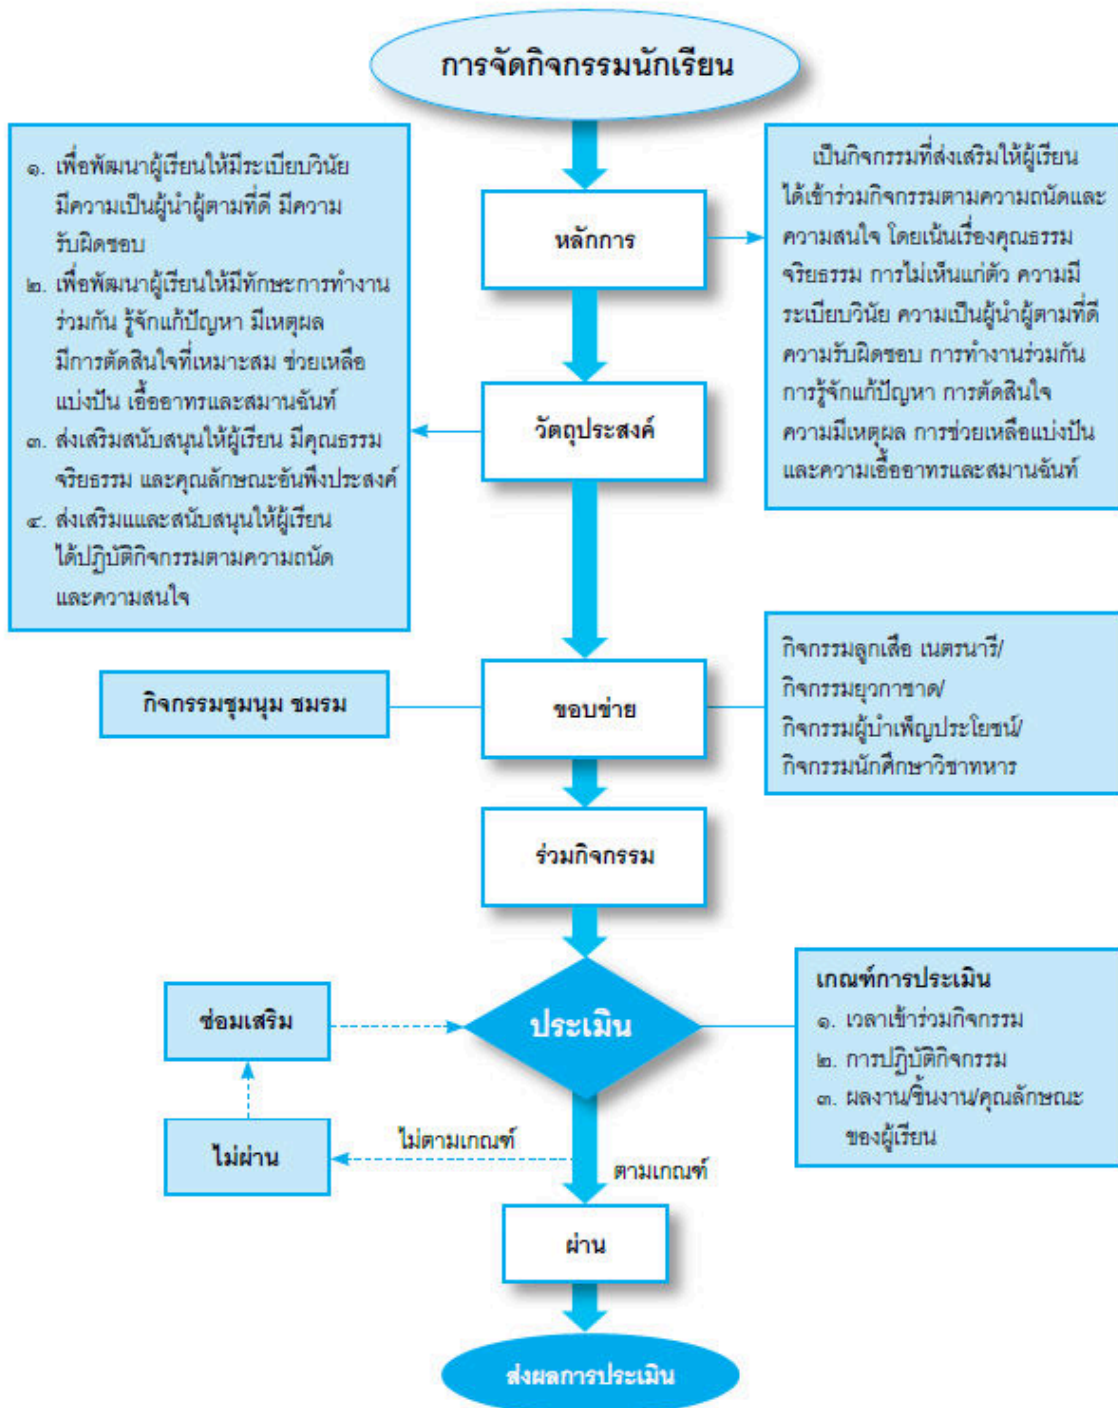 การจัดกิจกรรมนักเรียน
๑. เพื่อพัฒนาผู้เรียนให้มีระเบียบวินัย
มีความเป็นผู้นำผู้ตามที่ดี มีความ
รับผิดชอบ
๒. เพื่อพัฒนาผู้เรียนให้มีทักษะการทำงาน
ร่วมกัน รู้จักแก้ปัญหา มีเหตุผล
มีการตัดสินใจที่เหมาะสม ช่วยเหลือ
แบ่งปัน เอื้ออาทรและสมานฉันท์
๓. ส่งเสริมสนับสนุนให้ผู้เรียน มีคุณธรรม
จริยธรรม และคุณลักษณะอันพึงประสงค์
๔. ส่งเสริมแและสนับสนุนให้ผู้เรียน
ได้ปฏิบัติกิจกรรมตามความถนัด
และความสนใจ
หลักการ
เป็นกิจกรรมที่ส่งเสริมให้ผู้เรียน
ได้เข้าร่วมกิจกรรมตามความถนัดและ
ความสนใจ โดยเน้นเรื่องคุณธรรม
จริยธรรม การไม่เห็นแก่ตัว ความมี
ระเบียบวินัย ความเป็นผู้นำผู้ตามที่ดี
ความรับผิดชอบ การทำงานร่วมกัน
การรู้จักแก้ปัญหา การตัดสินใจ
ความมีเหตุผล การช่วยเหลือแบ่งปัน
และความเอื้ออาทรและสมานฉันท์
วัตถุประสงค์
กิจกรรมชุมนุม ชมรม
ขอบข่าย
กิจกรรมลูกเสือ เนตรนารี/
กิจกรรมยุวกาชาด/
กิจกรรมผู้บำเพ็ญประโยชน์/
กิจกรรมนักศึกษาวิชาทหาร
ร่วมกิจกรรม
ซ่อมเสริม
ประเมิน
เกณฑ์การประเมิน
๑. เวลาเข้าร่วมกิจกรรม
๒. การปฏิบัติกิจกรรม
๓. ผลงาน/ชิ้นงาน/คุณลักษณะ
ของผู้เรียน
ไม่ผ่าน
ไม่ตามเกณฑ์
ตามเกณฑ์
ผ่าน
ส่งผลการประเมิน